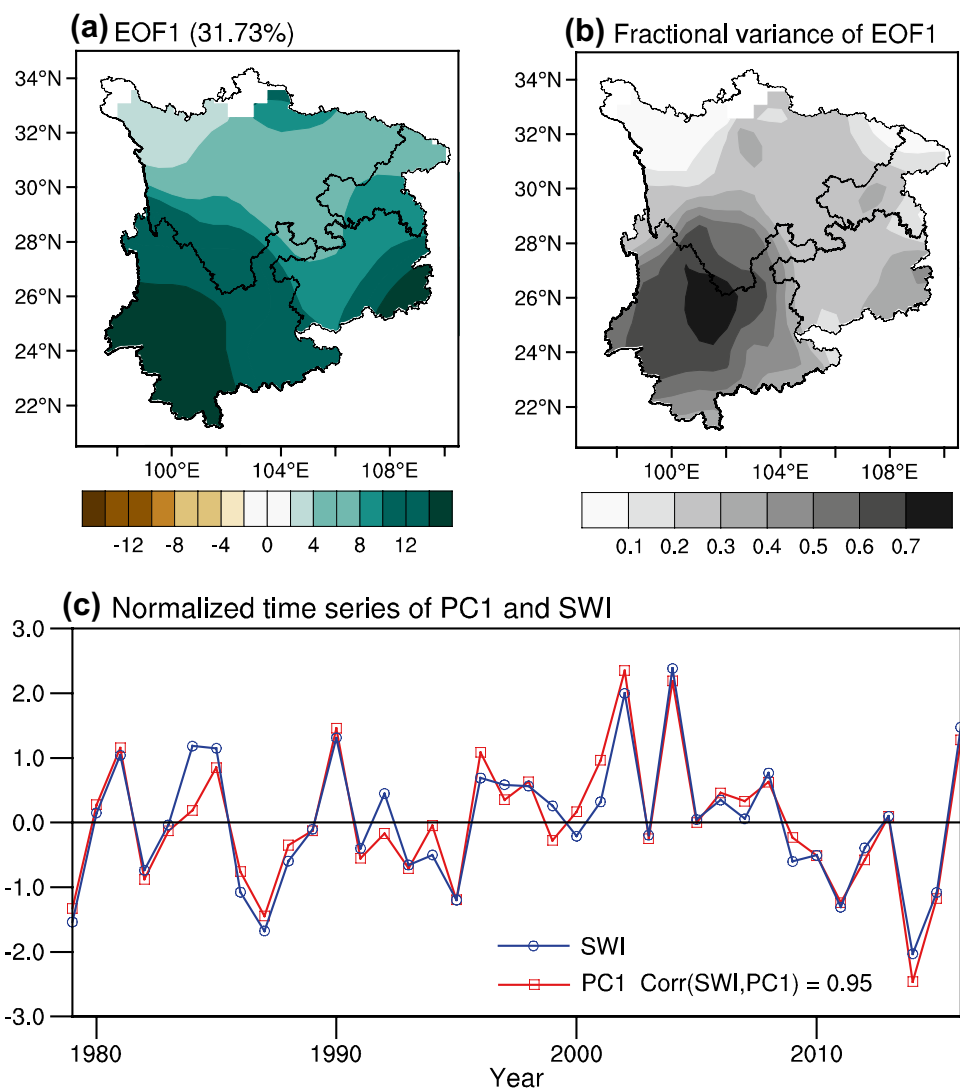 (a) EOF1 (31.73%)
34°N
32°N
30°N
28°N
26°N
24°N
22°N
100°E 104°E 108°E
-12 -8 -4 0 4 8 12
(b) Fractional variance of EOF1
34°N
32°N
30°N
28°N
26°N
24°N
22°N
100°E 104°E 108°E
0.1 0.2 0.3 0.4 0.5 0.6 0.7
(c) Normalized time series of PC1 and SWI
3.0
2.0
1.0
0.0
-1.0
-2.0
-3.0
SWI
PC1 Corr(SWI,PC1) = 0.95
1980 1990 2000 2010
Year